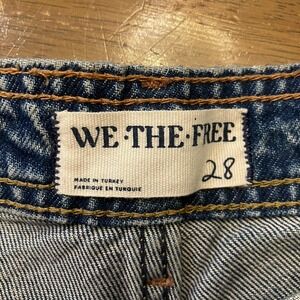 WE·THE·FREE
28
MADE IN TURKEY
FABRIQUÉ EN TURQUIE